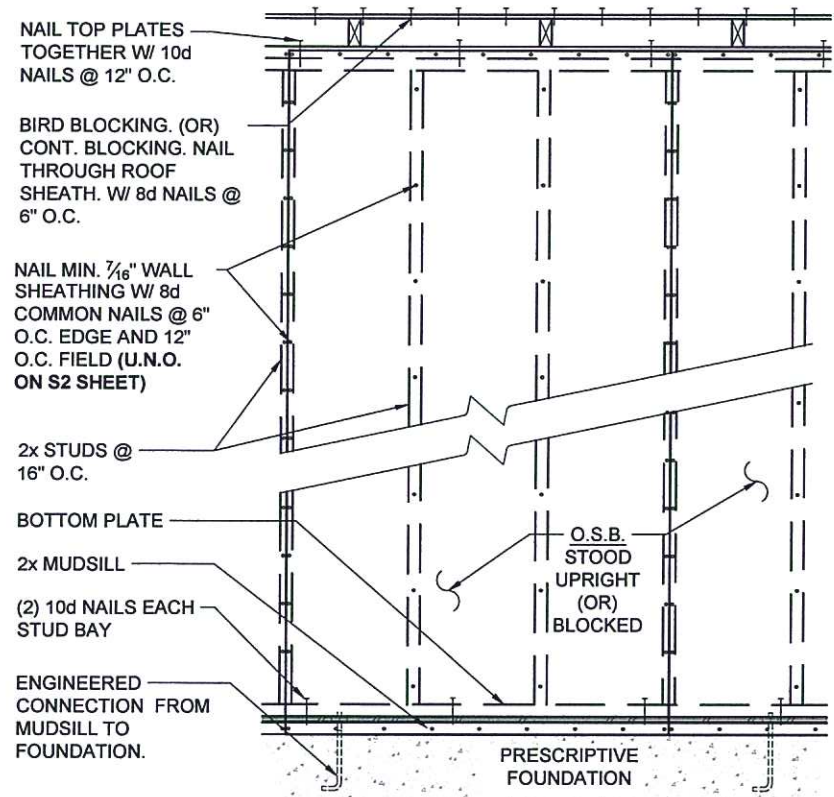 NAIL TOP PLATES
TOGETHER W/ 10d
NAILS @ 12" O.C.
BIRD BLOCKING. (OR)
CONT. BLOCKING. NAIL
THROUGH ROOF
SHEATH. W/ 8d NAILS @
6" O.C.
NAIL MIN. 7/16" WALL
SHEATHING W/ 8d
COMMON NAILS @ 6"
O.C. EDGE AND 12"
O.C. FIELD (U.N.O.
ON S2 SHEET)
2x STUDS @
16" O.C.
BOTTOM PLATE
2x MUDSILL
(2) 10d NAILS EACH
STUD BAY
ENGINEERED
CONNECTION FROM
MUDSILL TO
FOUNDATION.
O.S.B.
STOOD
UPRIGHT
(OR)
BLOCKED
PRESCRIPTIVE
FOUNDATION